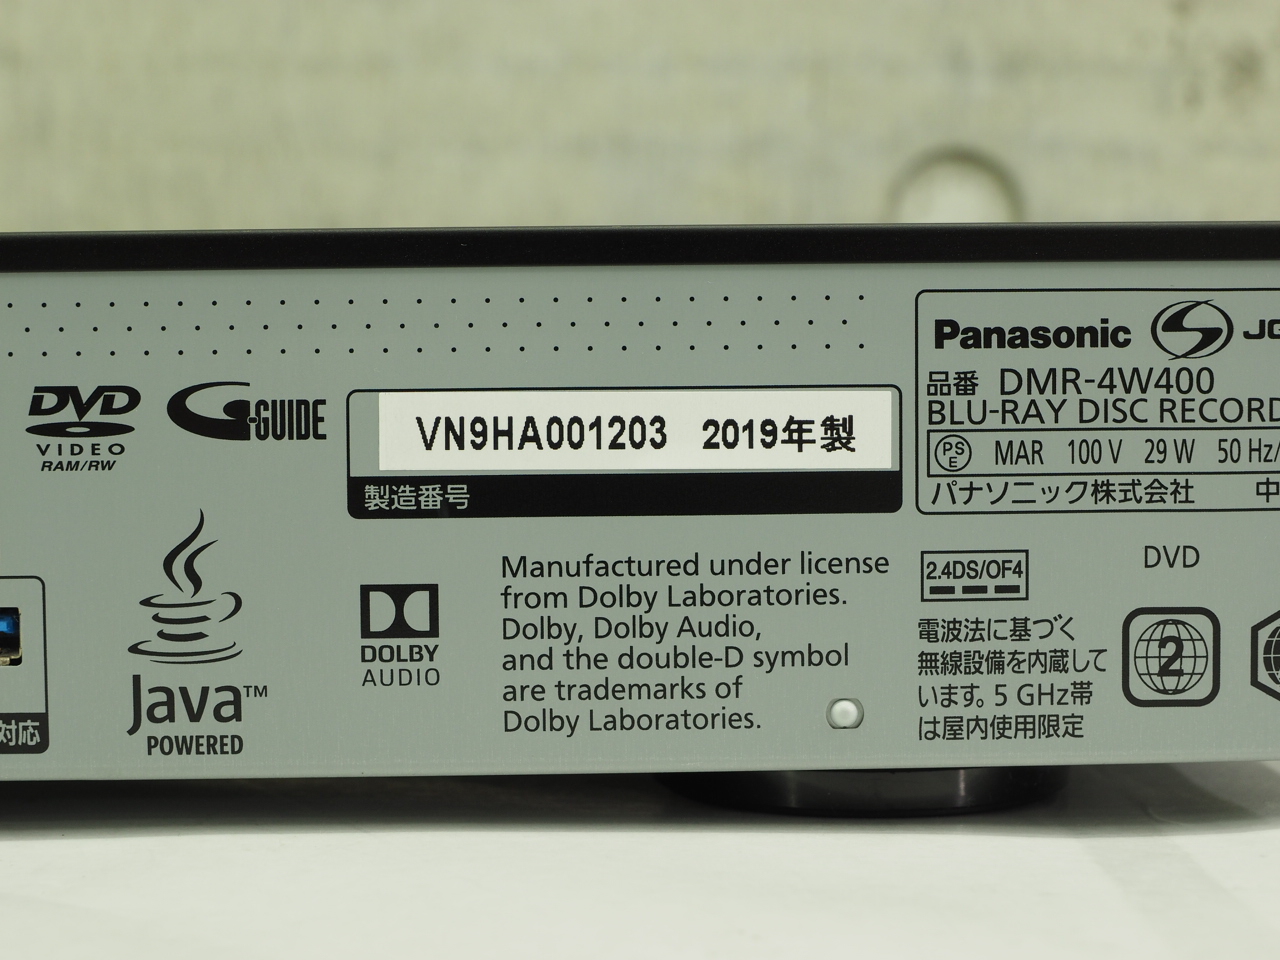 DVD
VIDEO
RAM/RW
G-GUIDE
VN9HA001203 2019年製
製造番号
Panasonic
品番 DMR-4W400
BLU-RAY DISC RECORD
PSE MAR 100 V 29 W 50 Hz/
パナソニック株式会社 中
対応
Java™
POWERED
DOLBY
AUDIO
Manufactured under license
from Dolby Laboratories.
Dolby, Dolby Audio,
and the double-D symbol
are trademarks of
Dolby Laboratories.
2.4DS/OF4
電波法に基づく
無線設備を内蔵して
います。5 GHz帯
は屋内使用限定
DVD
2